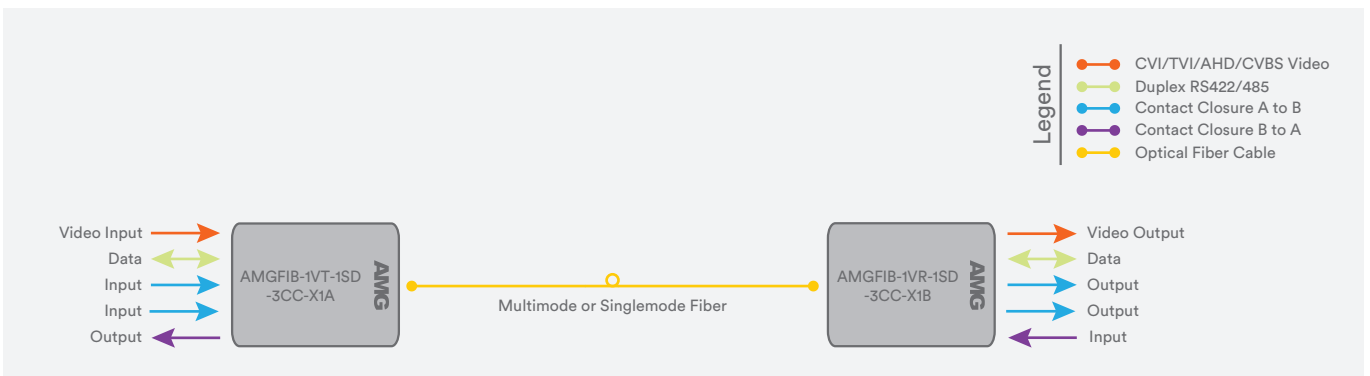 Legend
CVI/TVI/AHD/CVBS Video
Duplex RS422/485
Contact Closure A to B
Contact Closure B to A
Optical Fiber Cable
Video Input
Data
Input
Input
Output
AMGFIB-1VT-1SD
-3CC-X1A
AMG
Multimode or Singlemode Fiber
AMGFIB-1VR-1SD
-3CC-X1B
AMG
Video Output
Data
Output
Output
Input